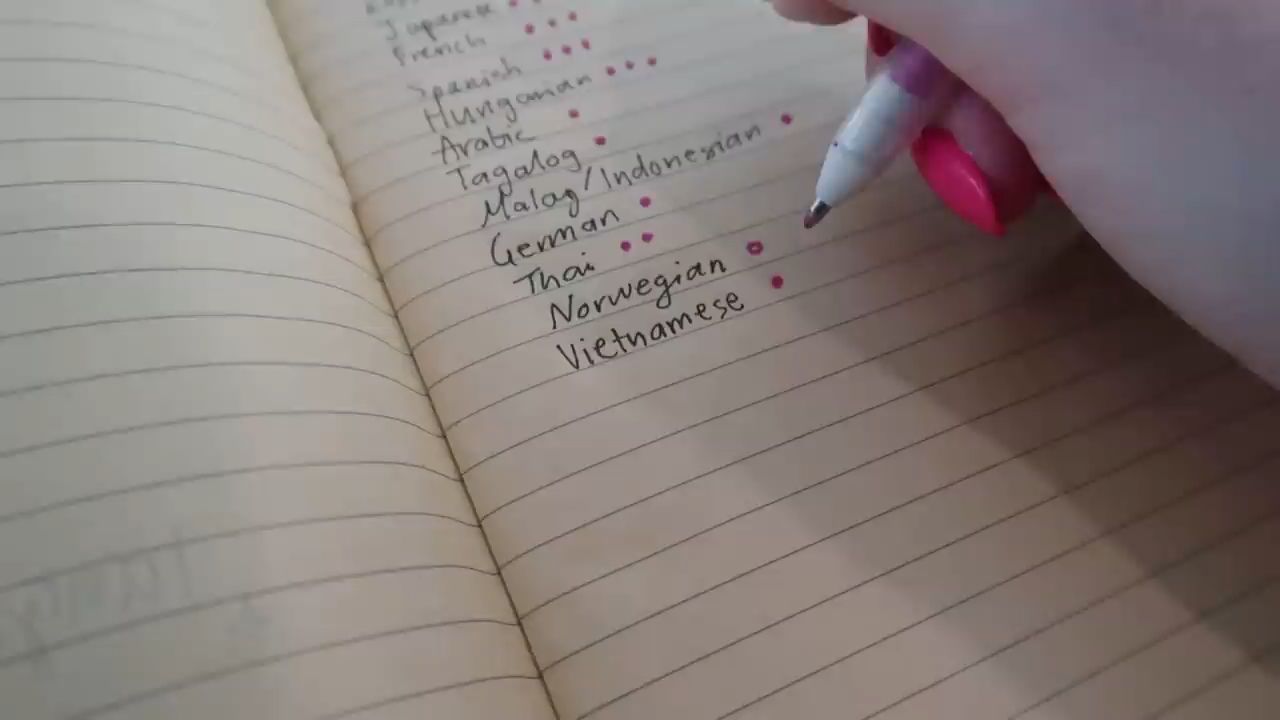 Japanese
French
Spanish
Hungarian
Arabic
Tagalog
Malay/Indonesian
German
Thai
Norwegian
Vietnamese